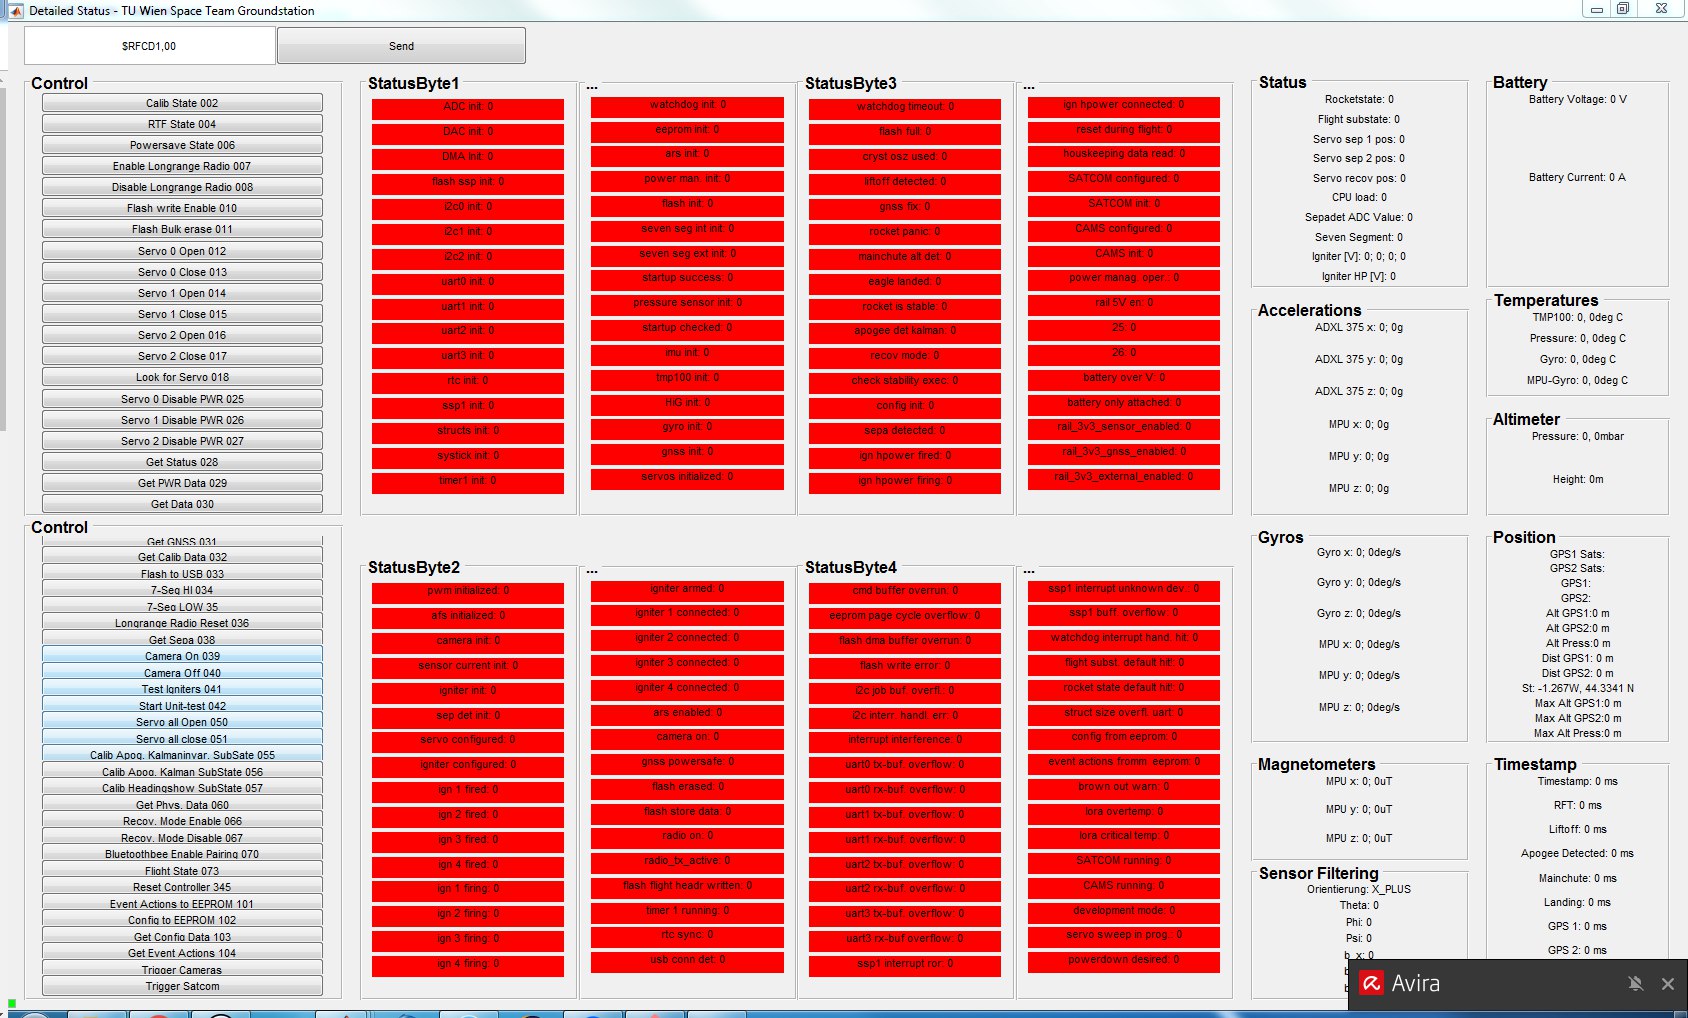 Detailed Status - TU Wien Space Team Groundstation
$RFCD1,00
Send
Control
Calib State 002
RTF State 004
Powersave State 006
Enable Longrange Radio 007
Disable Longrange Radio 008
Flash write Enable 010
Flash Bulk erase 011
Servo 0 Open 012
Servo 0 Close 013
Servo 1 Open 014
Servo 1 Close 015
Servo 2 Open 016
Servo 2 Close 017
Look for Servo 018
Servo 0 Disable PWR 025
Servo 1 Disable PWR 026
Servo 2 Disable PWR 027
Get Status 028
Get PWR Data 029
Get Data 030
Control
Get GNSS 031
Get Calib Data 032
Flash to USB 033
7-Seg HI 034
7-Seg LOW 35
Longrange Radio Reset 036
Get Sepa 038
Camera On 039
Camera Off 040
Test Igniters 041
Start Unit-test 042
Servo all Open 050
Servo all close 051
Calib Apog. Kalmaninvar. SubSate 055
Calib Apog. Kalman SubState 056
Calib Headingshow SubState 057
Get Phys. Data 060
Recov. Mode Enable 066
Recov. Mode Disable 067
Bluetoothbee Enable Pairing 070
Flight State 073
Reset Controller 345
Event Actions to EEPROM 101
Config to EEPROM 102
Get Config Data 103
Get Event Actions 104
Trigger Cameras
Trigger Satcom
StatusByte1
ADC init: 0
DAC init: 0
DMA init: 0
flash ssp init: 0
i2c0 init: 0
i2c1 init: 0
i2c2 init: 0
uart0 init: 0
uart1 init: 0
uart2 init: 0
uart3 init: 0
rtc init: 0
ssp1 init: 0
structs init: 0
systick init: 0
timer1 init: 0
...
watchdog init: 0
eeprom init: 0
ars init: 0
power man. init: 0
flash init: 0
seven seg int init: 0
seven seg ext init: 0
startup success: 0
pressure sensor init: 0
startup checked: 0
imu init: 0
tmp100 init: 0
HiG init: 0
gyro init: 0
gnss init: 0
servos initialized: 0
StatusByte3
watchdog timeout: 0
flash full: 0
cryst osz used: 0
liftoff detected: 0
gnss fix: 0
rocket panic: 0
mainchute alt det: 0
eagle landed: 0
rocket is stable: 0
apogee det kalman: 0
recov mode: 0
check stability exec: 0
config init: 0
sepa detected: 0
ign hpower fired: 0
ign hpower firing: 0
...
ign hpower connected: 0
reset during flight: 0
houskeeping data read: 0
SATCOM configured: 0
SATCOM init: 0
CAMS configured: 0
CAMS init: 0
power manag. oper.: 0
rail 5V en: 0
25: 0
26: 0
battery over V: 0
battery only attached: 0
rail_3v3_sensor_enabled: 0
rail_3v3_gnss_enabled: 0
rail_3v3_external_enabled: 0
StatusByte2
pwm initialized: 0
afs initialized: 0
camera init: 0
sensor current init: 0
igniter init: 0
sep det init: 0
servo configured: 0
igniter configured: 0
ign 1 fired: 0
ign 2 fired: 0
ign 3 fired: 0
ign 4 fired: 0
ign 1 firing: 0
ign 2 firing: 0
ign 3 firing: 0
ign 4 firing: 0
...
igniter armed: 0
igniter 1 connected: 0
igniter 2 connected: 0
igniter 3 connected: 0
igniter 4 connected: 0
ars enabled: 0
camera on: 0
gnss powersafe: 0
flash erased: 0
flash store data: 0
radio on: 0
radio_tx_active: 0
flash flight headr written: 0
timer 1 running: 0
rtc sync: 0
usb conn det: 0
StatusByte4
cmd buffer overrun: 0
eeprom page cycle overflow: 0
flash dma buffer overrun: 0
flash write error: 0
i2c job buf. overfl.: 0
i2c interr. handl. err: 0
interrupt interference: 0
uart0 tx-buf. overflow: 0
uart0 rx-buf. overflow: 0
uart1 tx-buf. overflow: 0
uart1 rx-buf. overflow: 0
uart2 tx-buf. overflow: 0
uart2 rx-buf. overflow: 0
uart3 tx-buf. overflow: 0
uart3 rx-buf overflow: 0
ssp1 interrupt ror: 0
...
ssp1 interrupt unknown dev.: 0
ssp1 buff. overflow: 0
watchdog interrupt hand. hit: 0
flight subst. default hit!: 0
rocket state default hit!: 0
struct size overfl. uart: 0
config from eeprom: 0
event actions fromm. eeprom: 0
brown out warn: 0
lora overtemp: 0
lora critical temp: 0
SATCOM running: 0
CAMS running: 0
development mode: 0
servo sweep in prog.: 0
powerdown desired: 0
Status
Rocketstate: 0
Flight substate: 0
Servo sep 1 pos: 0
Servo sep 2 pos: 0
Servo recov pos: 0
CPU load: 0
Sepadet ADC Value: 0
Seven Segment: 0
Igniter [V]: 0; 0; 0; 0
Igniter HP [V]: 0
Accelerations
ADXL 375 x: 0; 0g
ADXL 375 y: 0; 0g
ADXL 375 z: 0; 0g
MPU x: 0; 0g
MPU y: 0; 0g
MPU z: 0; 0g
Gyros
Gyro x: 0; 0deg/s
Gyro y: 0; 0deg/s
Gyro z: 0; 0deg/s
MPU x: 0; 0deg/s
MPU y: 0; 0deg/s
MPU z: 0; 0deg/s
Magnetometers
MPU x: 0; 0uT
MPU y: 0; 0uT
MPU z: 0; 0uT
Sensor Filtering
Orientierung: X_PLUS
Theta: 0
Phi: 0
Psi: 0
b_x: 0
Battery
Battery Voltage: 0 V
Battery Current: 0 A
Temperatures
TMP100: 0, 0deg C
Pressure: 0, 0deg C
Gyro: 0, 0deg C
MPU-Gyro: 0, 0deg C
Altimeter
Pressure: 0, 0mbar
Height: 0m
Position
GPS1 Sats:
GPS2 Sats:
GPS1:
GPS2:
Alt GPS1:0 m
Alt GPS2:0 m
Alt Press:0 m
Dist GPS1: 0 m
Dist GPS2: 0 m
St: -1.267W, 44.3341 N
Max Alt GPS1:0 m
Max Alt GPS2:0 m
Max Alt Press:0 m
Timestamp
Timestamp: 0 ms
RFT: 0 ms
Liftoff: 0 ms
Apogee Detected: 0 ms
Mainchute: 0 ms
Landing: 0 ms
GPS 1: 0 ms
GPS 2: 0 ms
Avira